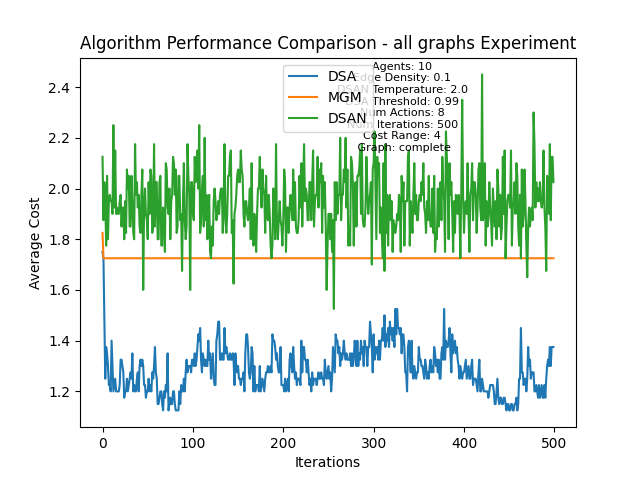 Algorithm Performance Comparison - all graphs Experiment
Agents: 10
Edge Density: 0.1
DSAN Temperature: 2.0
DSA Threshold: 0.99
Num Actions: 8
Num Iterations: 500
Cost Range: 4
Graph: complete
DSA
MGM
DSAN
Average Cost
2.4
2.2
2.0
1.8
1.6
1.4
1.2
0
100
200
300
400
500
Iterations